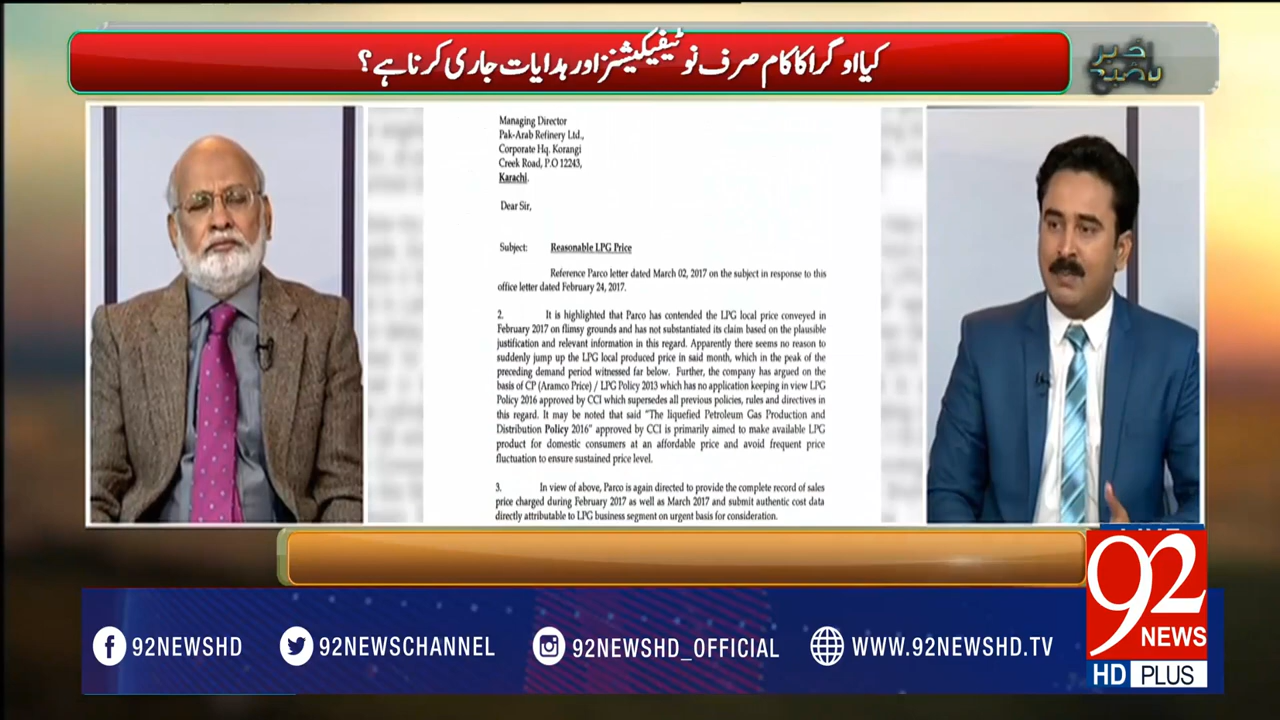 کیا اوگرا کا کام صرف نوٹیفیکیشنز اور ہدایات جاری کرنا ہے؟
خبر
Managing Director
Pak-Arab Refinery Ltd.,
Corporate Hq. Korangi
Creek Road, P.O 12243,
Karachi.
Dear Sir,
Subject: Reasonable LPG Price
Reference Parco letter dated March 02, 2017 on the subject in response to this
office letter dated February 24, 2017.
2. It is highlighted that Parco has contended the LPG local price conveyed in
February 2017 on flimsy grounds and has not substantiated its claim based on the plausible
justification and relevant information in this regard. Apparently there seems no reason to
suddenly jump up the LPG local produced price in said month, which in the peak of the
preceding demand period witnessed far below. Further, the company has argued on the
basis of CP (Aramco Price) / LPG Policy 2013 which has no application keeping in view LPG
Policy 2016 approved by CCI which supersedes all previous policies, rules and directives in
this regard. It may be noted that said "The liquefied Petroleum Gas Production and
Distribution Policy 2016" approved by CCI is primarily aimed to make available LPG
product for domestic consumers at an affordable price and avoid frequent price
fluctuation to ensure sustained price level.
3. In view of above, Parco is again directed to provide the complete record of sales
price charged during February 2017 as well as March 2017 and submit authentic cost data
directly attributable to LPG business segment on urgent basis for consideration.
92NEWSHD
92NEWSCHANNEL
92NEWSHD_OFFICIAL
WWW.92NEWSHD.TV
92
NEWS
HD PLUS